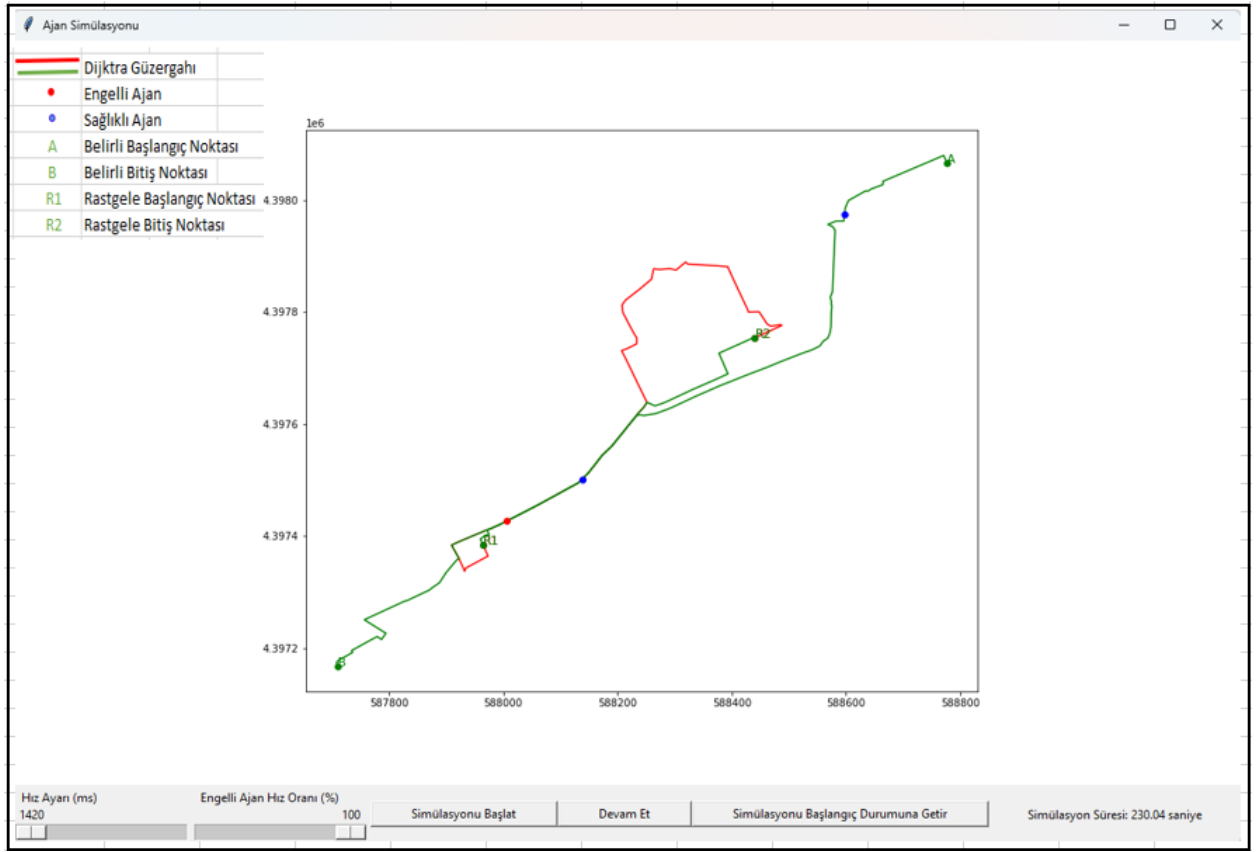 Ajan Simülasyonu
Dijktra Güzergahı
Engelli Ajan
Sağlıklı Ajan
A Belirli Başlangıç Noktası
B Belirli Bitiş Noktası
R1 Rastgele Başlangıç Noktası
R2 Rastgele Bitiş Noktası
1e6
4.3980
4.3978
4.3976
4.3974
4.3972
A
R2
R1
B
587800 588000 588200 588400 588600 588800
Hız Ayarı (ms) Engelli Ajan Hız Oranı (%)
1420 100
Simülasyonu Başlat Devam Et Simülasyonu Başlangıç Durumuna Getir Simülasyon Süresi: 230.04 saniye